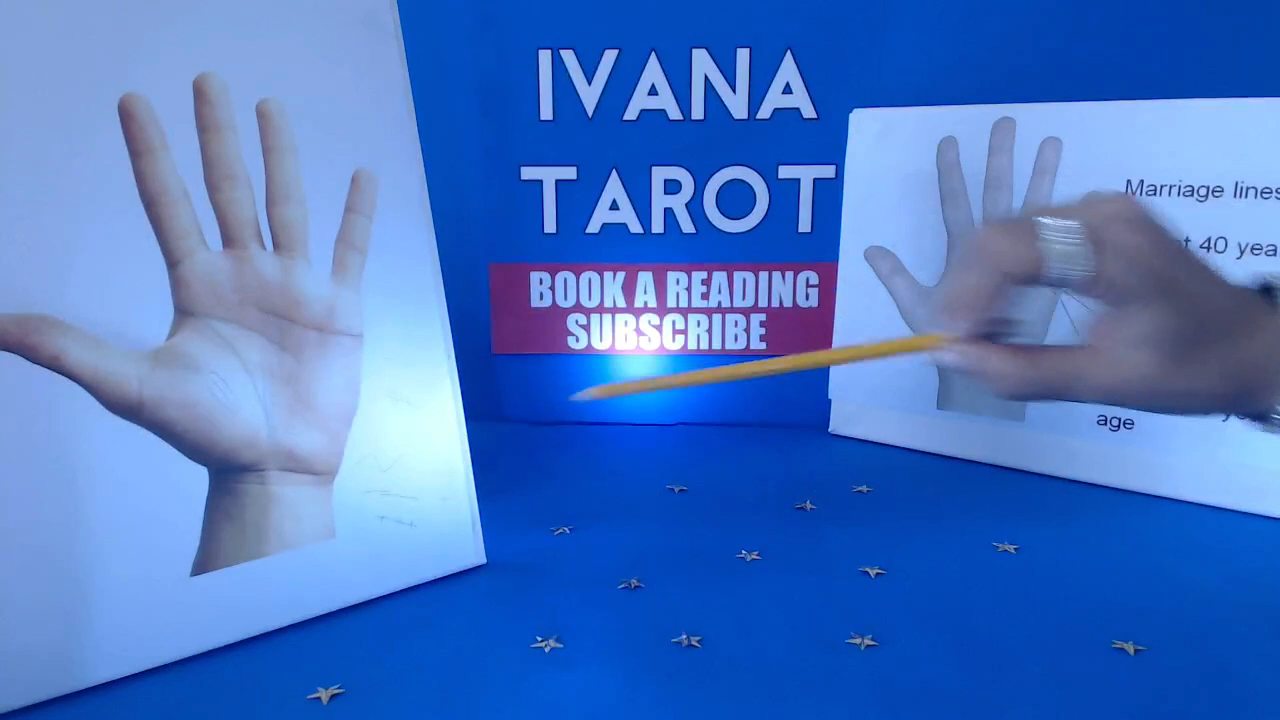 IVANA
TAROT
BOOK A READING
SUBSCRIBE
Marriage lines
40 yea
age